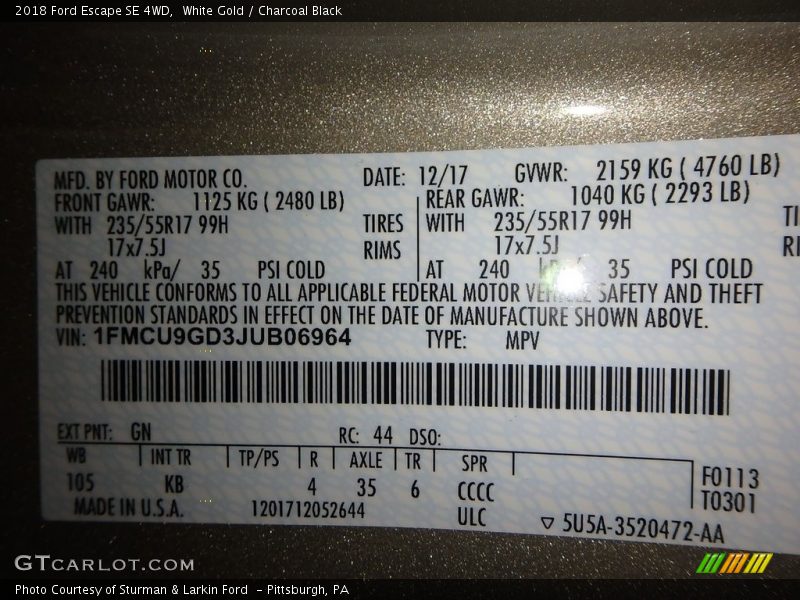 2018 Ford Escape SE 4WD, White Gold / Charcoal Black
MFD. BY FORD MOTOR CO. DATE: 12/17 GVWR: 2159 KG ( 4760 LB)
FRONT GAWR: 1125 KG ( 2480 LB) REAR GAWR: 1040 KG ( 2293 LB)
WITH 235/55R17 99H TIRES WITH 235/55R17 99H TI
17x7.5J RIMS 17x7.5J RI
AT 240 kPa/ 35 PSI COLD AT 240 kPa/ 35 PSI COLD
THIS VEHICLE CONFORMS TO ALL APPLICABLE FEDERAL MOTOR VEHICLE SAFETY AND THEFT
PREVENTION STANDARDS IN EFFECT ON THE DATE OF MANUFACTURE SHOWN ABOVE.
VIN: 1FMCU9GD3JUB06964 TYPE: MPV
EXT PNT: GN RC: 44 DSO:
WB INT TR TP/PS R AXLE TR SPR
105 KB 4 35 6 CCCC F0113
T0301
MADE IN U.S.A. 1201712052644 ULC ▽ 5U5A-3520472-AA
GTCARLOT.COM
Photo Courtesy of Sturman & Larkin Ford - Pittsburgh, PA